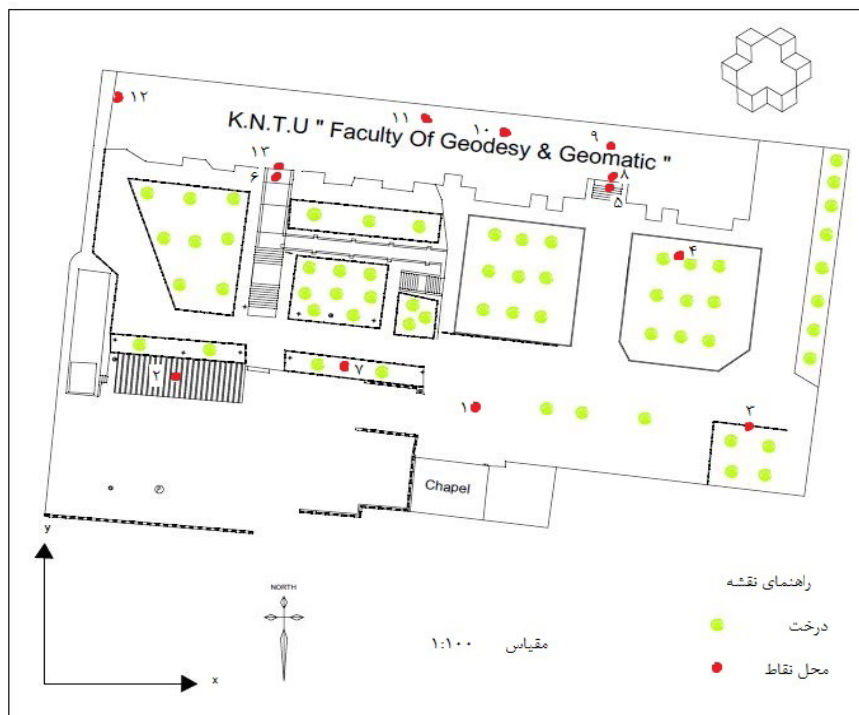 ۱۲
۱۱
۱۰
۹
K.N.T.U " Faculty Of Geodesy & Geomatic "
۱۳
۶
۸
۵
۴
۲
۷
۱
۳
Chapel
y
x
NORTH
مقیاس ۱:۱۰۰
راهنمای نقشه
درخت
محل نقاط